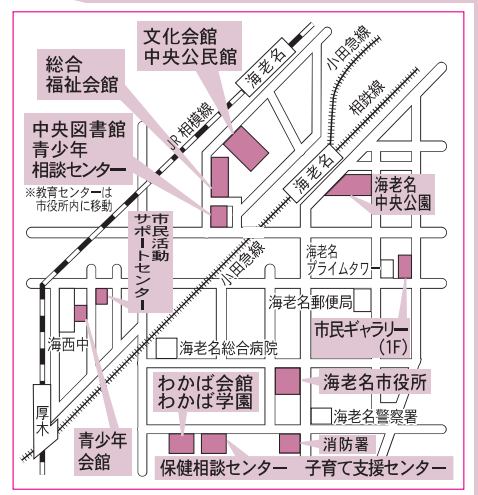 文化会館
中央公民館
総合
福祉会館
中央図書館
青少年
相談センター
※教育センターは
市役所内に移動
JR相模線
海老名
小田急線
相鉄線
海老名
海老名
中央公園
市民活動
サポートセンター
小田急線
海老名
プライムタワー
海老名郵便局
市民ギャラリー
(1F)
海西中
海老名総合病院
海老名市役所
わかば会館
わかば学園
海老名警察署
厚木
青少年
会館
消防署
保健相談センター
子育て支援センター